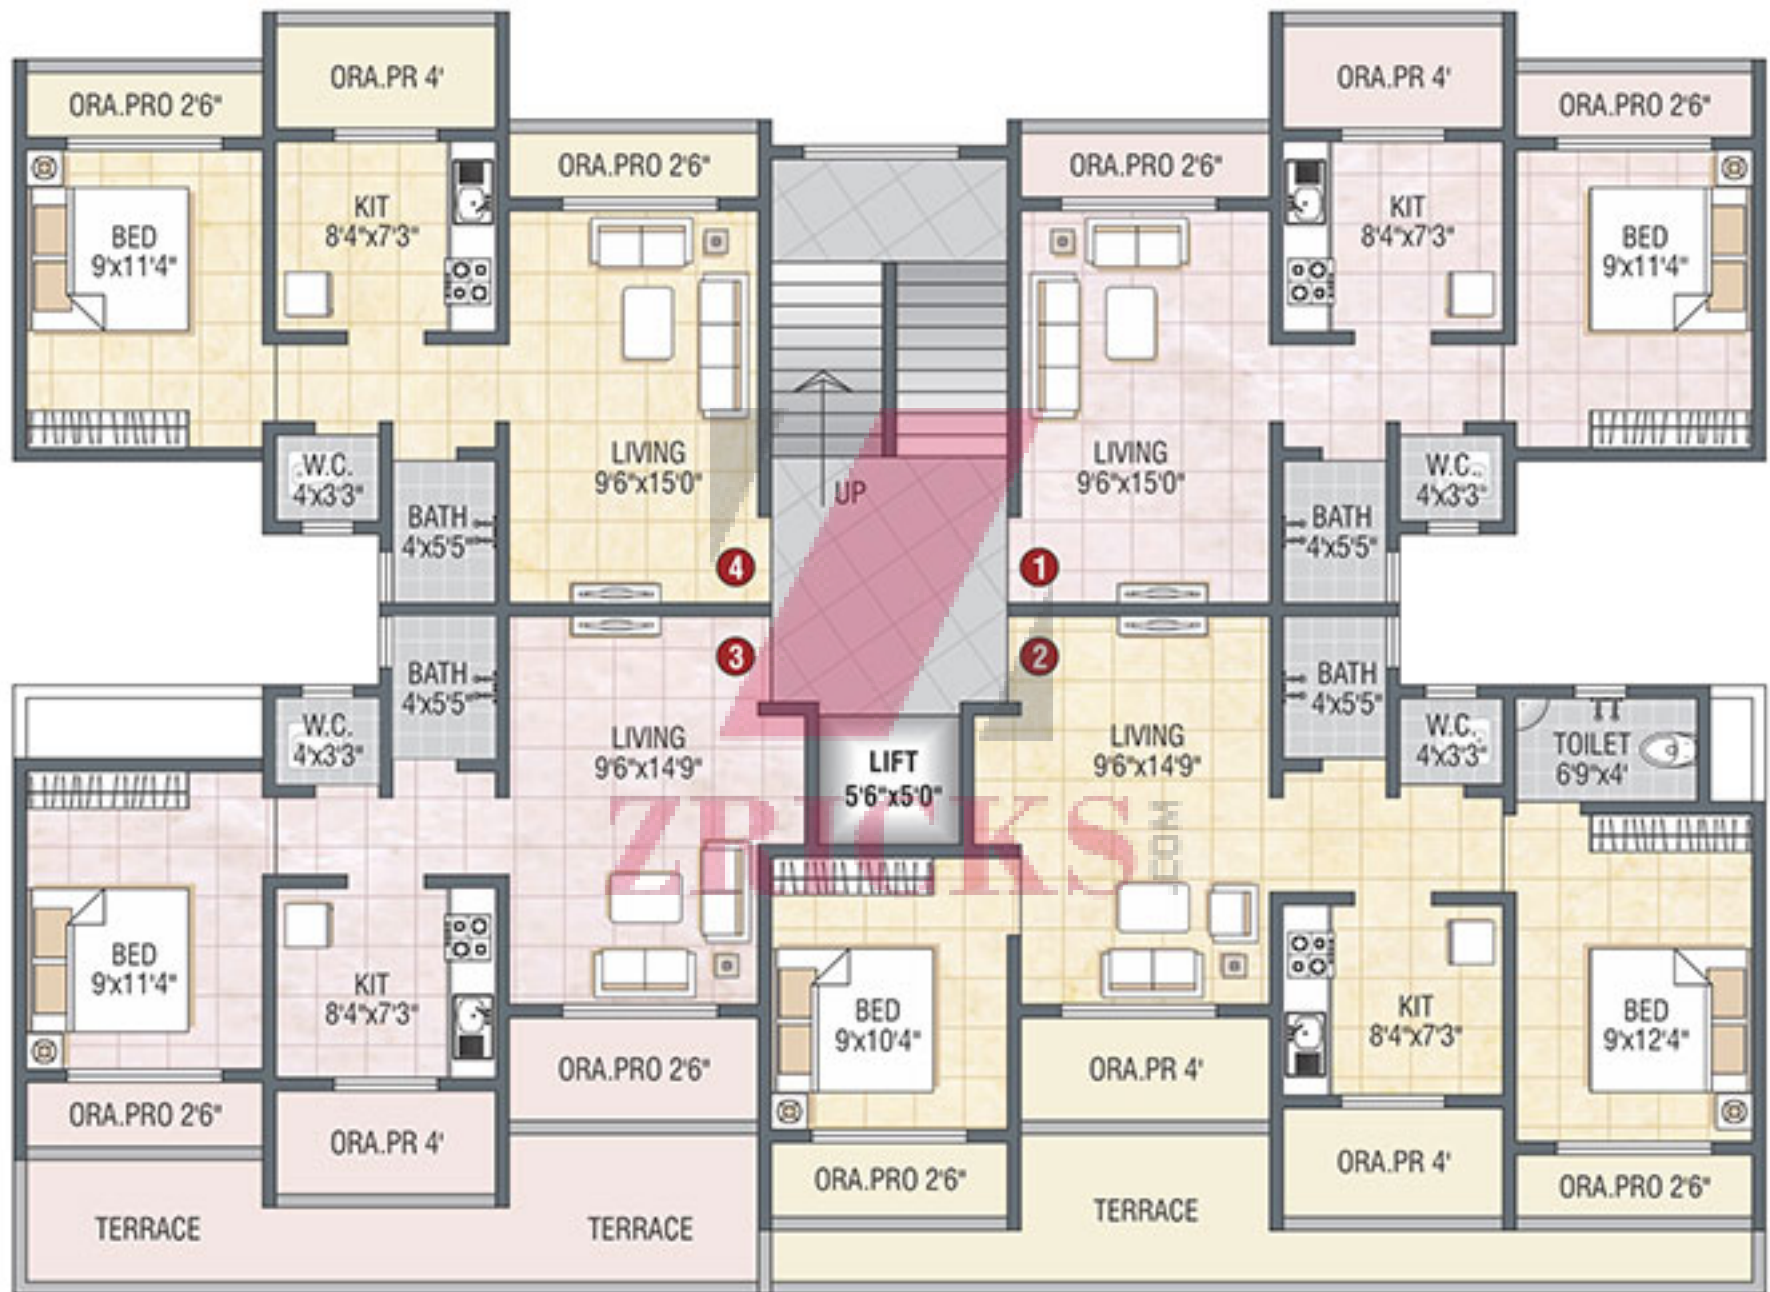 ORA.PR 4'
ORA.PRO 2'6"
ORA.PRO 2'6"
KIT
8'4"x7'3"
BED
9'x11'4"
LIVING
9'6"x15'0"
W.C.
4'x3'3"
BATH
4'x5'5"
4
UP
ORA.PR 4'
ORA.PRO 2'6"
ORA.PRO 2'6"
KIT
8'4"x7'3"
BED
9'x11'4"
LIVING
9'6"x15'0"
W.C.
4'x3'3"
BATH
4'x5'5"
1
3
BATH
4'x5'5"
W.C.
4'x3'3"
LIVING
9'6"x14'9"
BED
9'x11'4"
KIT
8'4"x7'3"
ORA.PRO 2'6"
ORA.PRO 2'6"
ORA.PR 4'
TERRACE
TERRACE
LIFT
5'6"x5'0"
ZRICKS
.COM
2
BATH
4'x5'5"
W.C.
4'x3'3"
TOILET
6'9"x4'
LIVING
9'6"x14'9"
BED
9'x10'4"
KIT
8'4"x7'3"
BED
9'x12'4"
ORA.PR 4'
ORA.PR 4'
ORA.PRO 2'6"
ORA.PRO 2'6"
TERRACE